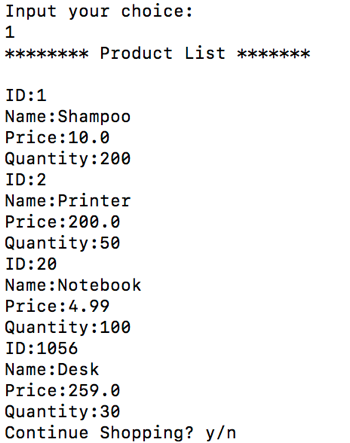 Input your choice:
1
******** Product List *******
ID:1
Name:Shampoo
Price:10.0
Quantity:200
ID:2
Name:Printer
Price:200.0
Quantity:50
ID:20
Name:Notebook
Price:4.99
Quantity:100
ID:1056
Name:Desk
Price:259.0
Quantity:30
Continue Shopping? y/n